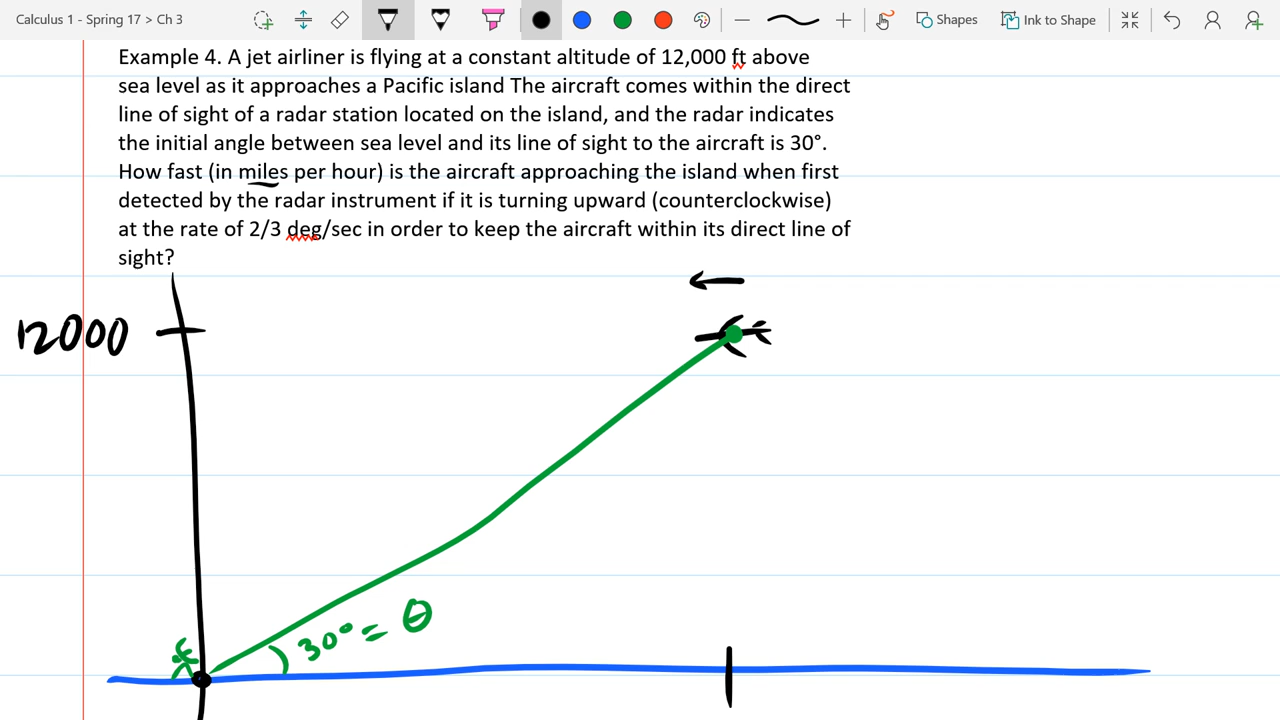 Calculus 1 - Spring 17 > Ch 3
Shapes
Ink to Shape
Example 4. A jet airliner is flying at a constant altitude of 12,000 ft above
sea level as it approaches a Pacific island The aircraft comes within the direct
line of sight of a radar station located on the island, and the radar indicates
the initial angle between sea level and its line of sight to the aircraft is 30°.
How fast (in miles per hour) is the aircraft approaching the island when first
detected by the radar instrument if it is turning upward (counterclockwise)
at the rate of 2/3 deg/sec in order to keep the aircraft within its direct line of
sight?
12000
30° = θ